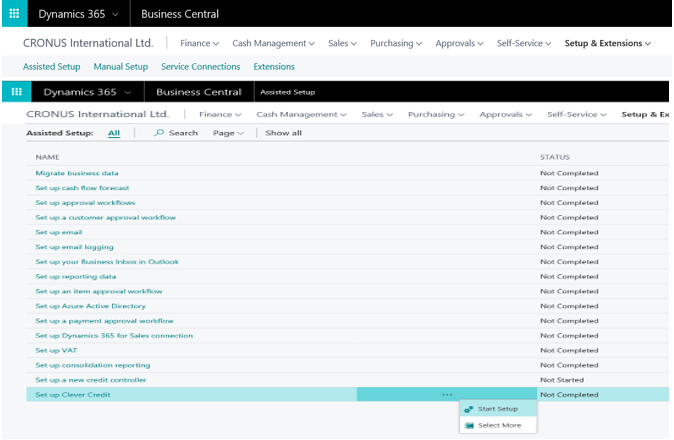 Dynamics 365 Business Central
CRONUS International Ltd. Finance Cash Management Sales Purchasing Approvals Self-Service Setup & Extensions
Assisted Setup Manual Setup Service Connections Extensions
Dynamics 365 Business Central Assisted Setup
CRONUS International Ltd. Finance Cash Management Sales Purchasing Approvals Self-Service Setup & Ex
Assisted Setup: All Search Page Show all
NAME STATUS
Migrate business data Not Completed
Set up cash flow forecast Not Completed
Set up approval workflows Not Completed
Set up a customer approval workflow Not Completed
Set up email Not Completed
Set up email logging Not Completed
Set up your Business Inbox in Outlook Not Completed
Set up reporting data Not Completed
Set up an item approval workflow Not Completed
Set up Azure Active Directory Not Completed
Set up a payment approval workflow Not Completed
Set up Dynamics 365 for Sales connection Not Completed
Set up VAT Not Completed
Set up consolidation reporting Not Completed
Set up a new credit controller Not Started
Set up Clever Credit ... Not Completed
Start Setup
Select More